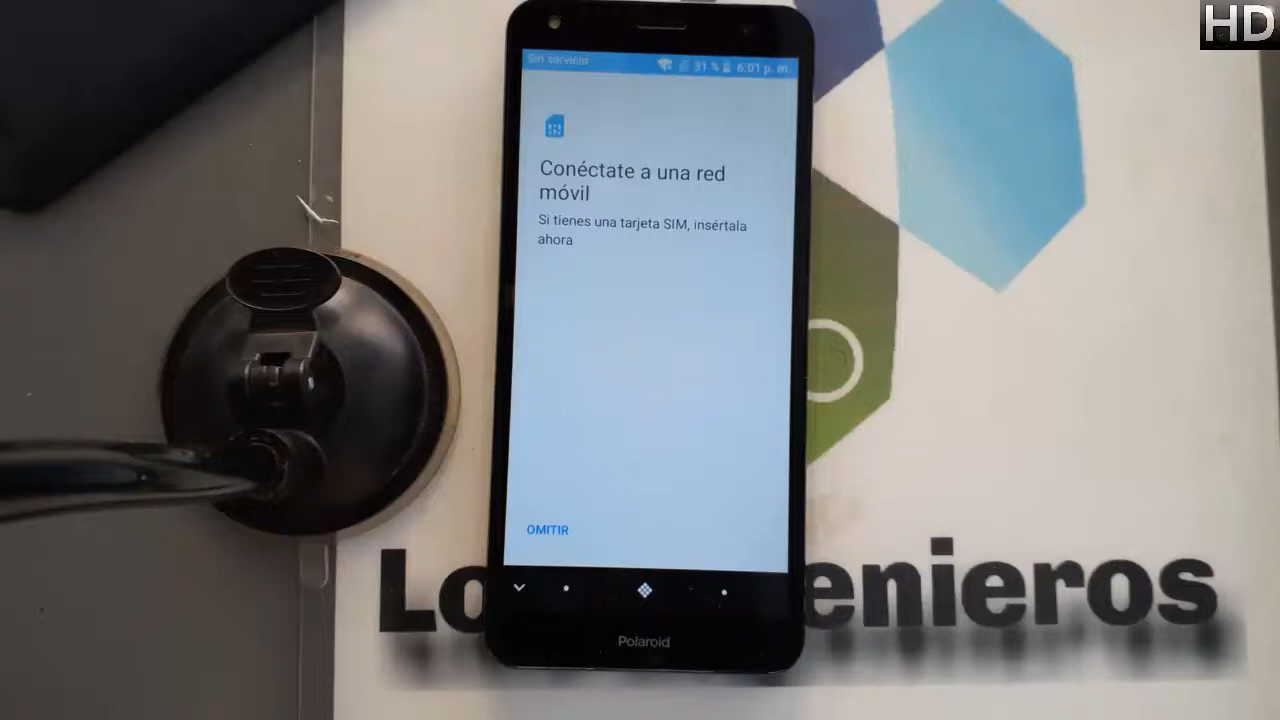 HD
Sin servicio 31 % 6:01 p. m.
Conéctate a una red
móvil
Si tienes una tarjeta SIM, insértala
ahora
OMITIR
Lo enieros
Polaroid